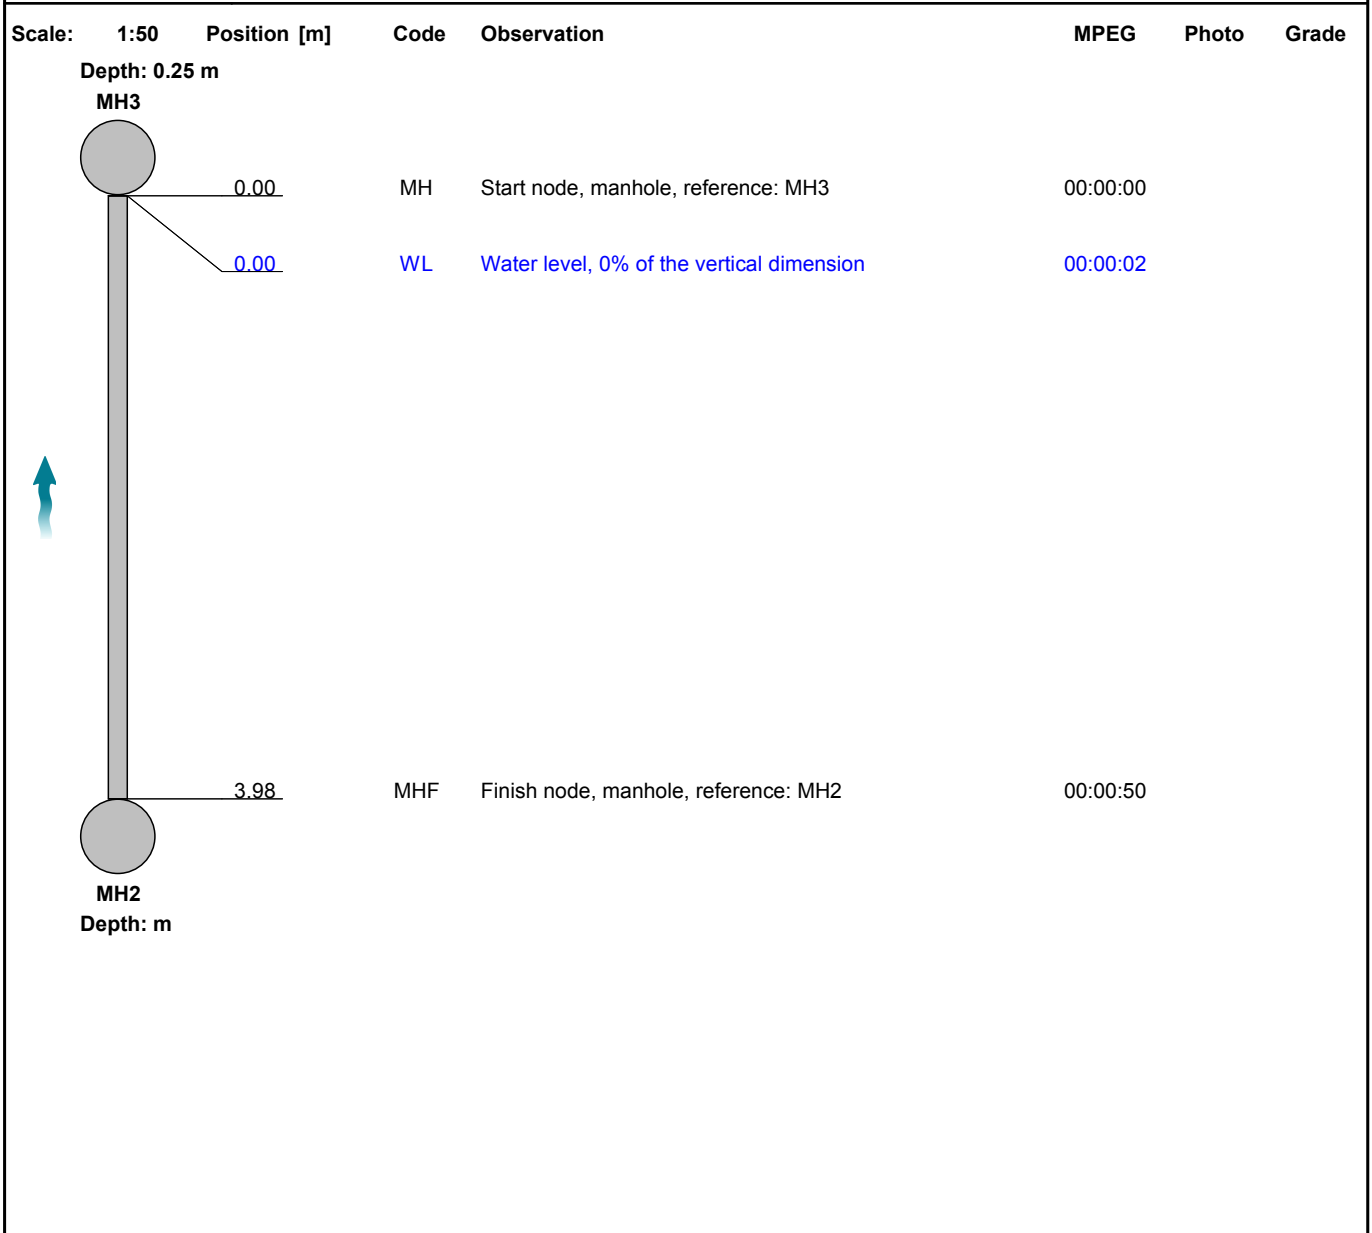 Scale: 1:50 Position [m] Code Observation MPEG Photo Grade
Depth: 0.25 m
MH3
0.00 MH Start node, manhole, reference: MH3 00:00:00
0.00 WL Water level, 0% of the vertical dimension 00:00:02
3.98 MHF Finish node, manhole, reference: MH2 00:00:50
MH2
Depth: m